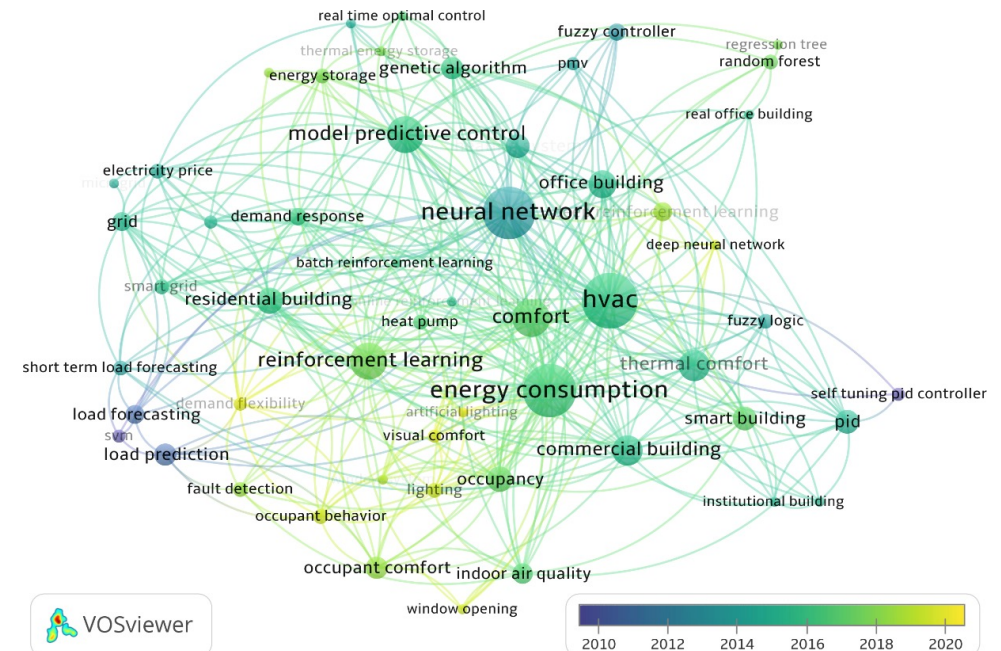 real time optimal control
fuzzy controller
thermal energy storage
regression tree
energy storage
genetic algorithm
pmv
random forest
real office building
model predictive control
electricity price
office building
neural network
reinforcement learning
grid
demand response
deep neural network
batch reinforcement learning
smart grid
residential building
hvac
comfort
heat pump
fuzzy logic
reinforcement learning
thermal comfort
short term load forecasting
energy consumption
self tuning pid controller
demand flexibility
artificial lighting
load forecasting
smart building
pid
svm
visual comfort
load prediction
commercial building
occupancy
fault detection
lighting
institutional building
occupant behavior
occupant comfort
indoor air quality
window opening
VOSviewer
2010 2012 2014 2016 2018 2020